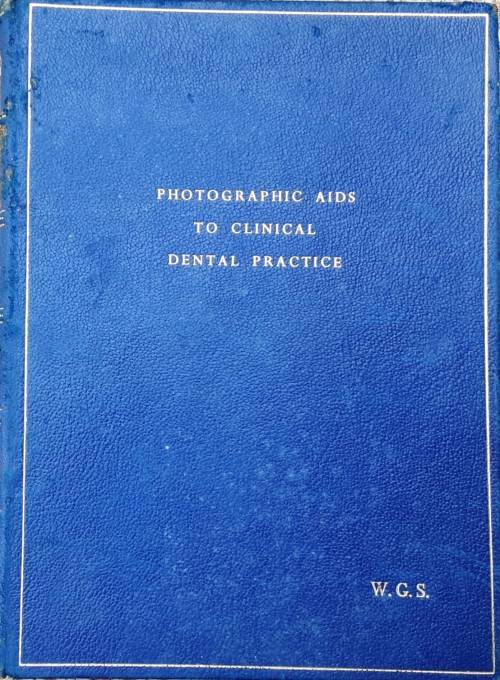 PHOTOGRAPHIC AIDS
TO CLINICAL
DENTAL PRACTICE
W.G.S.